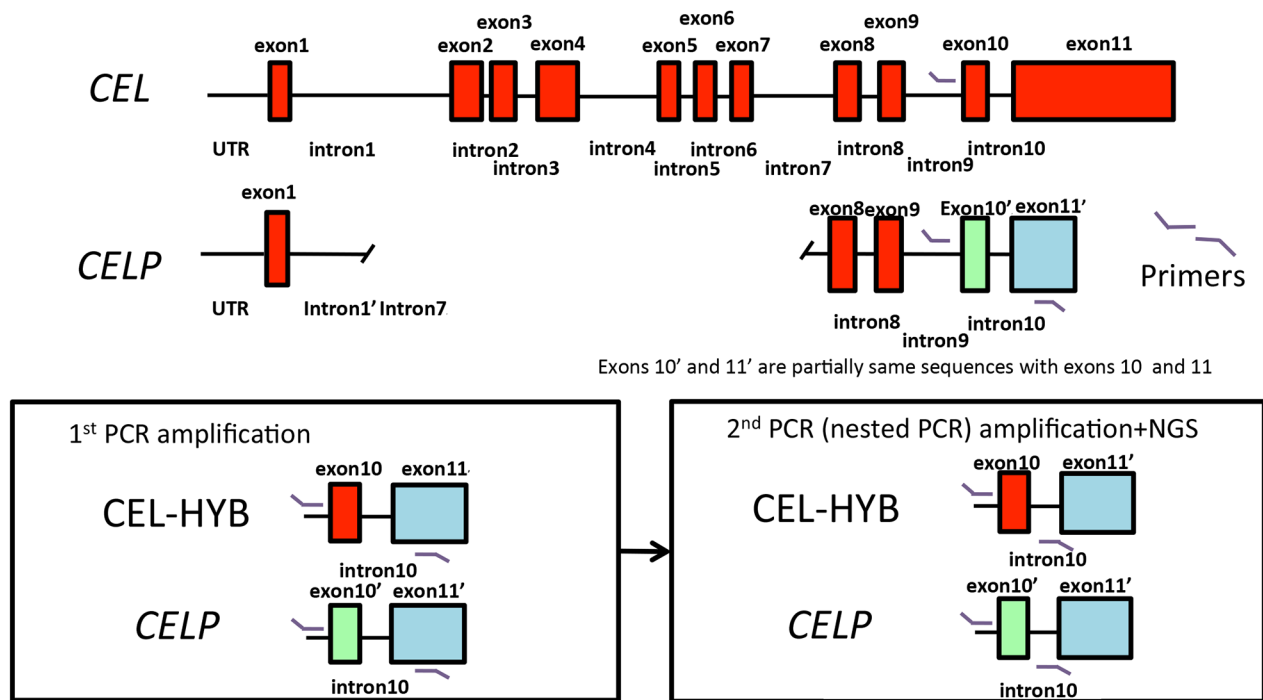 exon3 exon6 exon9
exon1 exon2 exon4 exon5 exon7 exon8 exon10 exon11
CEL
UTR intron1 intron2 intron4 intron6 intron8 intron10
intron3 intron5 intron7 intron9
exon1 exon8 exon9 Exon10’ exon11’
CELP
Primers
UTR Intron1’ Intron7 intron8 intron10
intron9
Exons 10’ and 11’ are partially same sequences with exons 10 and 11
1st PCR amplification
exon10 exon11
CEL-HYB
intron10
exon10’ exon11’
CELP
intron10
2nd PCR (nested PCR) amplification+NGS
exon10 exon11’
CEL-HYB
intron10
exon10’ exon11’
CELP
intron10